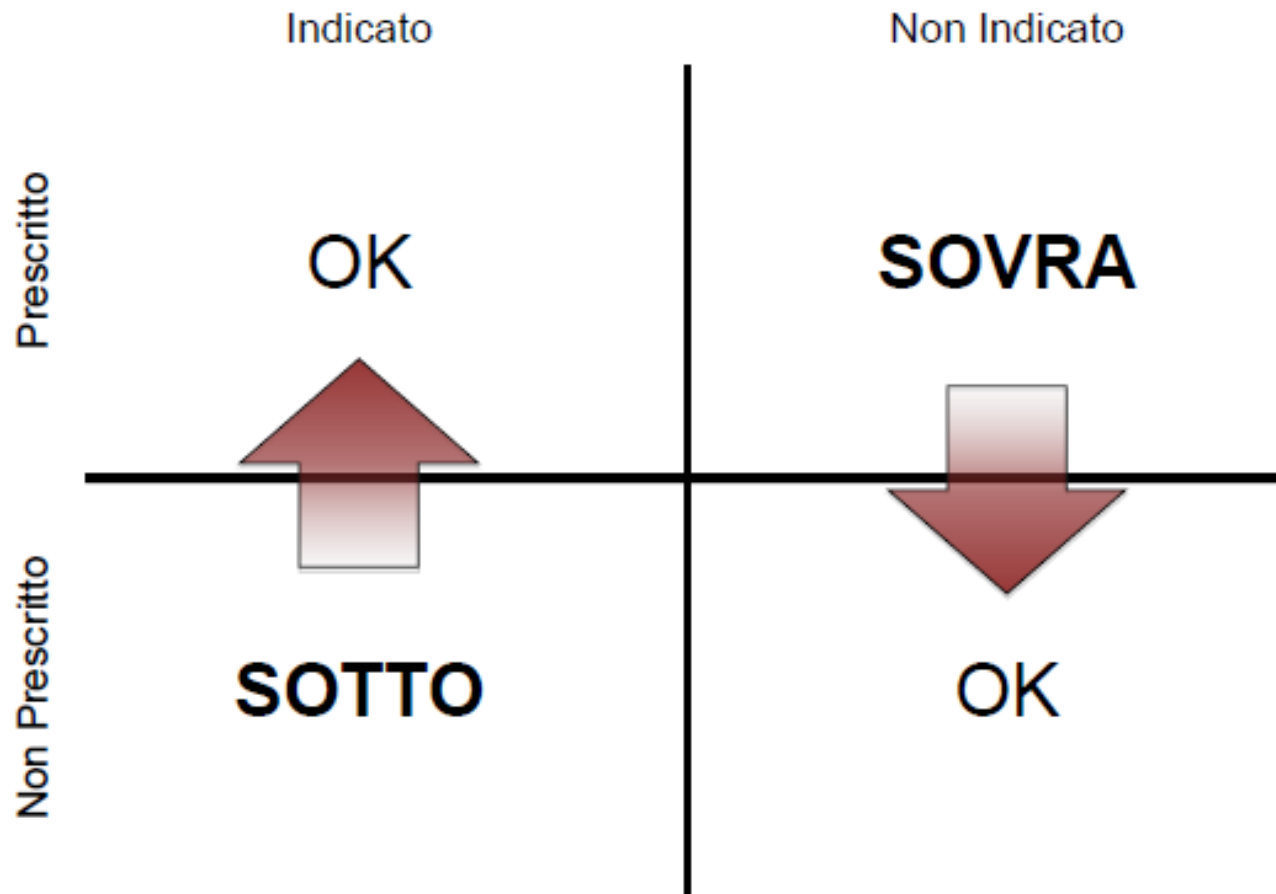 Indicato
Non Indicato
Prescritto
OK
SOVRA
Non Prescritto
SOTTO
OK